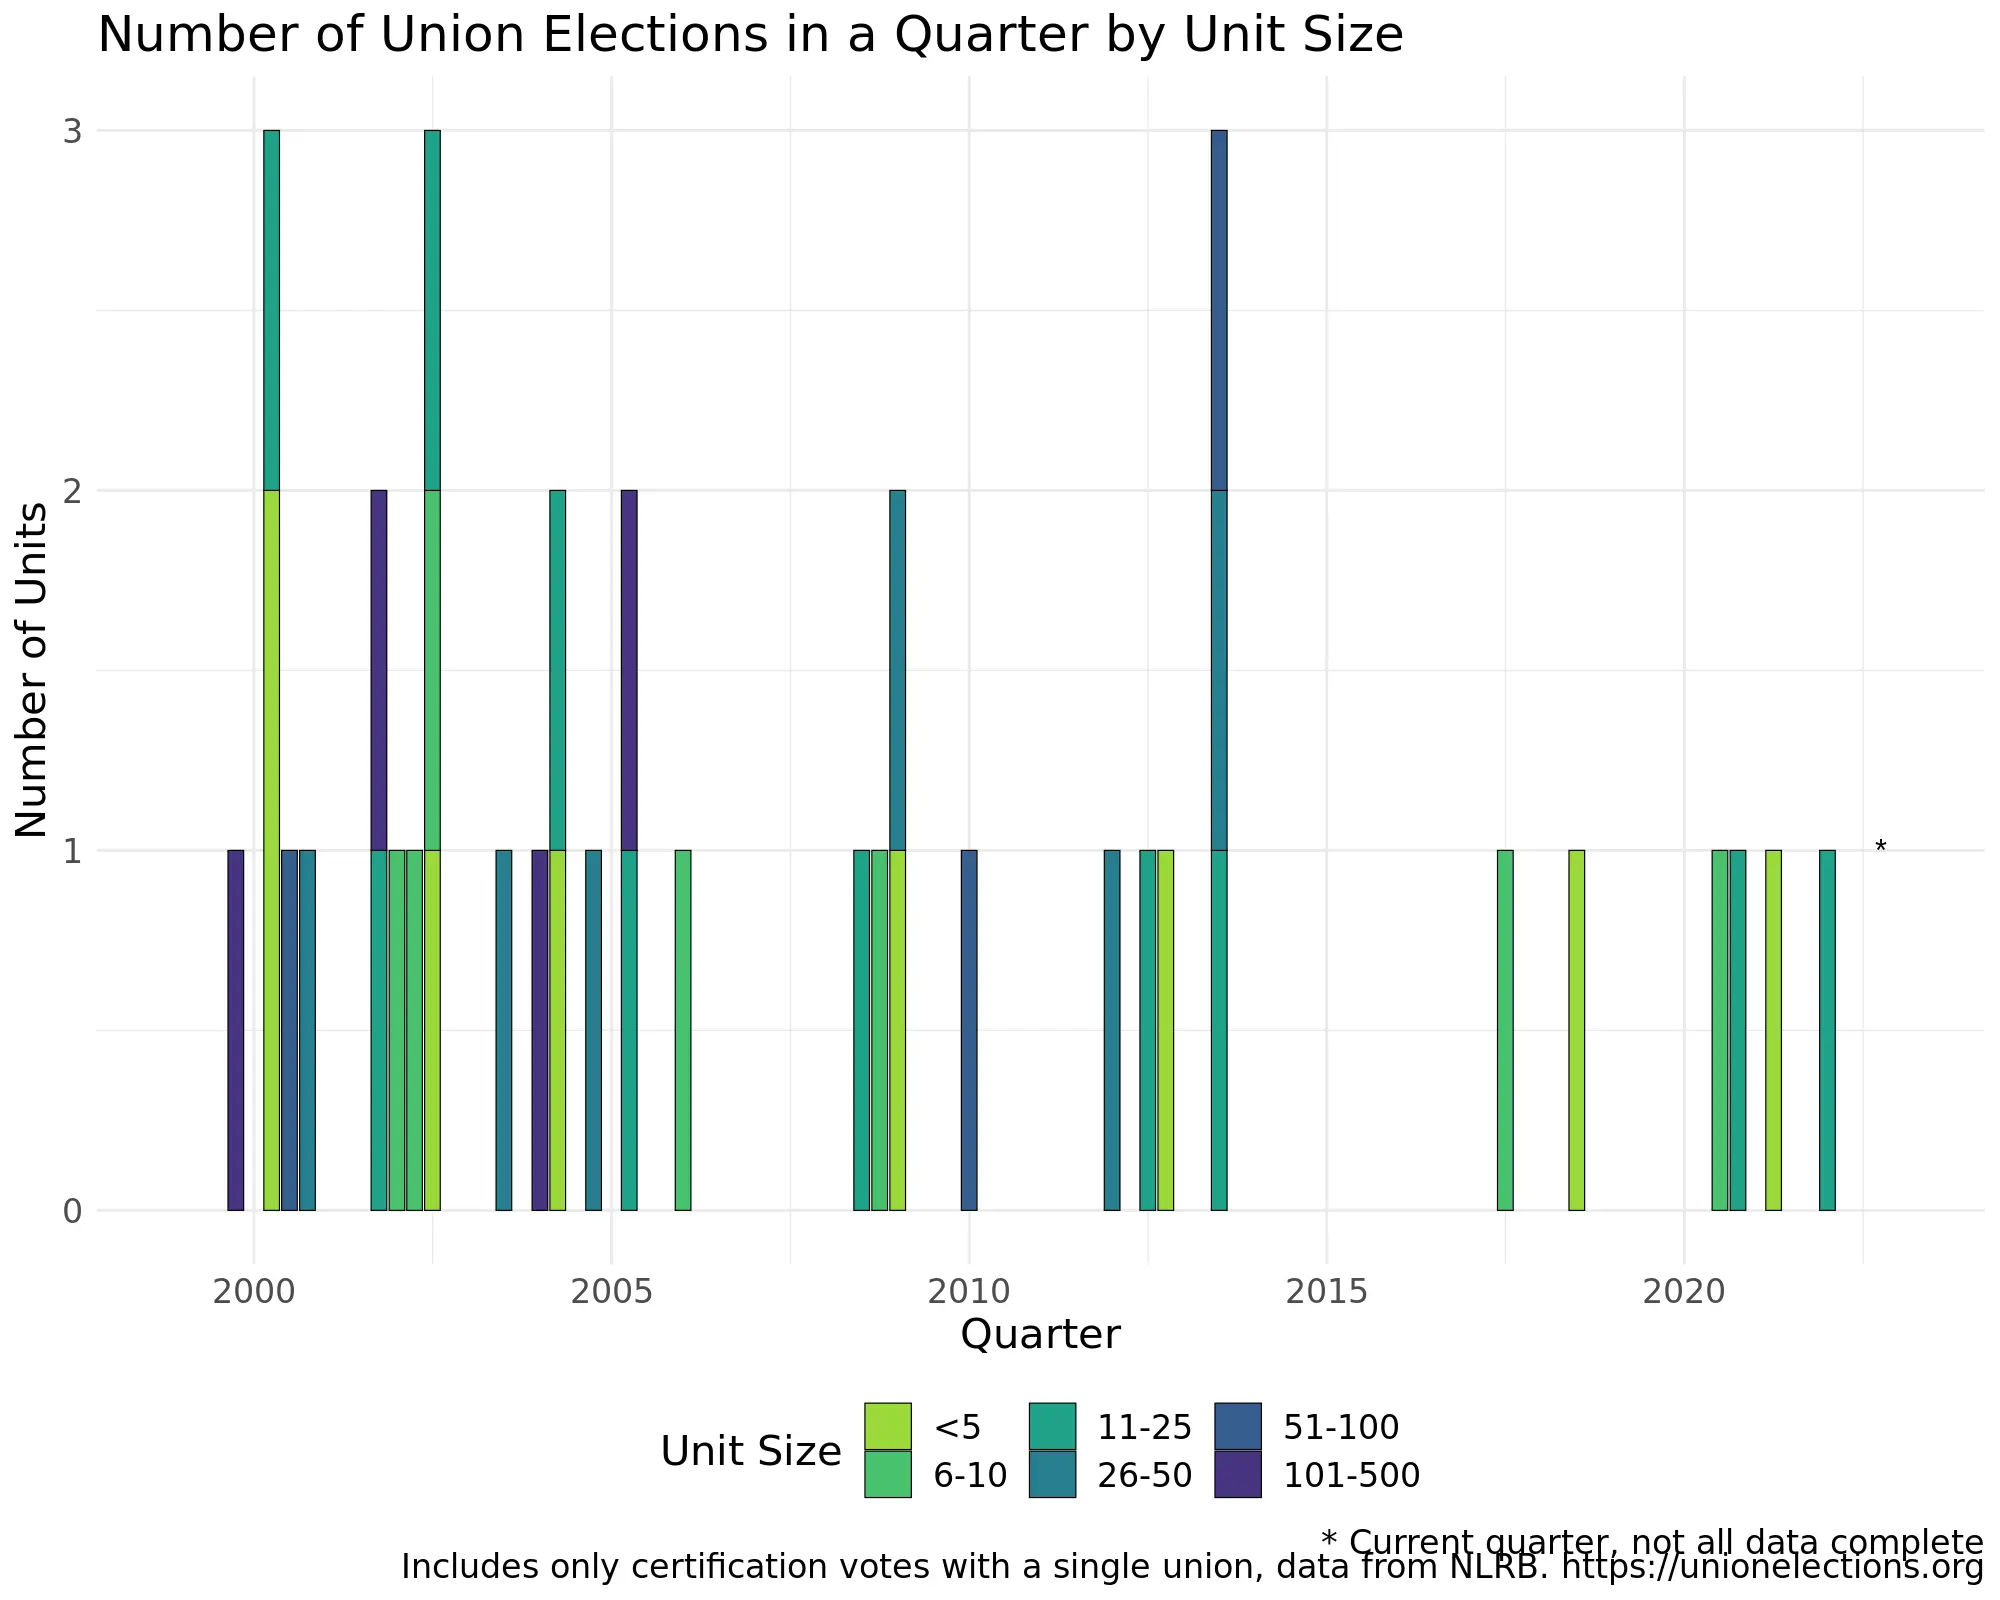 Number of Union Elections in a Quarter by Unit Size
Number of Units
3
2
1
0
*
2000 2005 2010 2015 2020
Quarter
Unit Size
<5 11-25 51-100
6-10 26-50 101-500
* Current quarter, not all data complete
Includes only certification votes with a single union, data from NLRB. https://unionelections.org